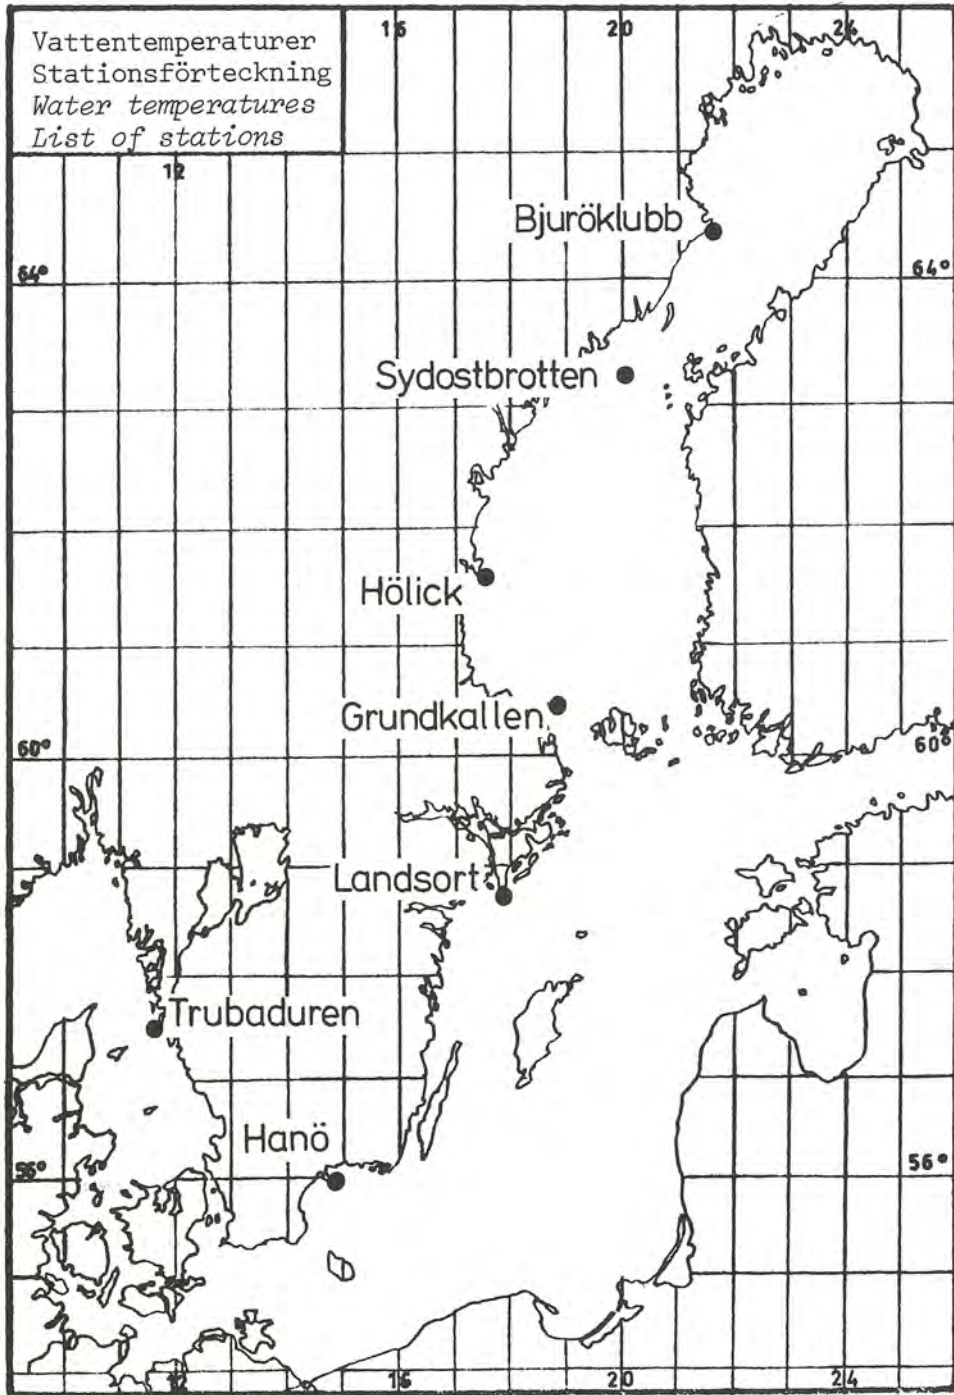 Vattentemperaturer
Stationsförteckning
Water temperatures
List of stations
16 20 24
12
Bjuröklubb
64° 64°
Sydostbrotten
Hölick
Grundkallen
60° 60°
Landsort
Trubaduren
Hanö
56° 56°
12 16 20 24